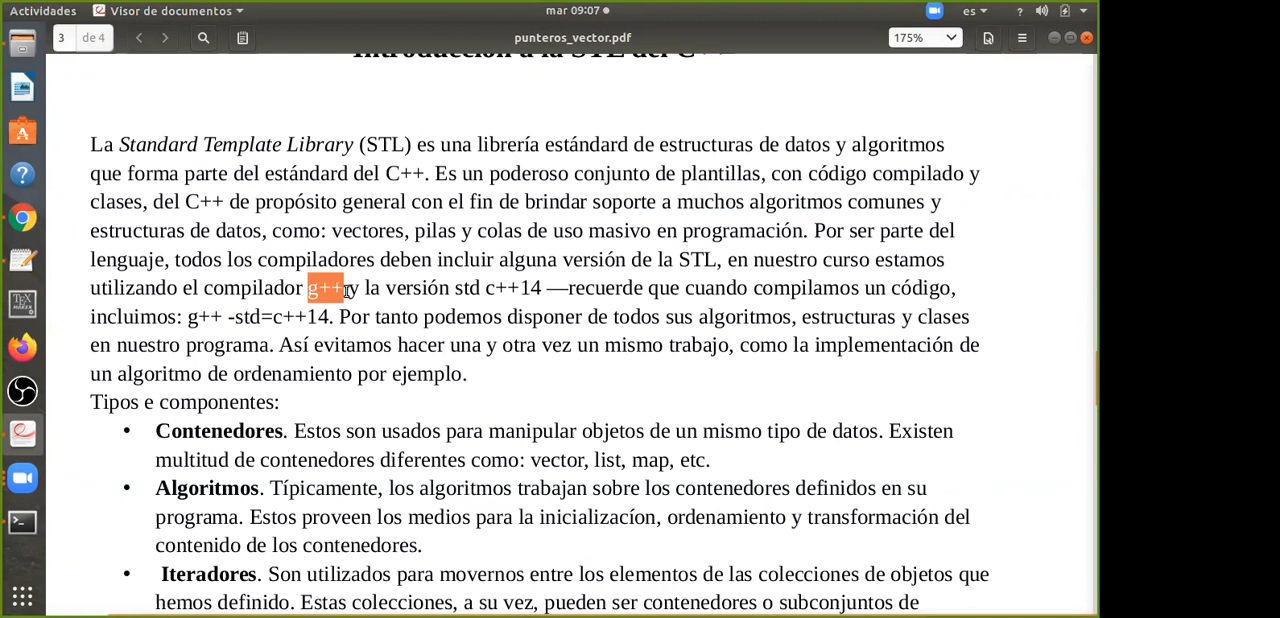 Actividades
Visor de documentos
mar 09:07
es
3
de 4
punteros_vector.pdf
175%
Introducción a la STL del C++
La Standard Template Library (STL) es una librería estándard de estructuras de datos y algoritmos
que forma parte del estándard del C++. Es un poderoso conjunto de plantillas, con código compilado y
clases, del C++ de propósito general con el fin de brindar soporte a muchos algoritmos comunes y
estructuras de datos, como: vectores, pilas y colas de uso masivo en programación. Por ser parte del
lenguaje, todos los compiladores deben incluir alguna versión de la STL, en nuestro curso estamos
utilizando el compilador g++ y la versión std c++14 —recuerde que cuando compilamos un código,
incluimos: g++ -std=c++14. Por tanto podemos disponer de todos sus algoritmos, estructuras y clases
en nuestro programa. Así evitamos hacer una y otra vez un mismo trabajo, como la implementación de
un algoritmo de ordenamiento por ejemplo.
Tipos e componentes:
• Contenedores. Estos son usados para manipular objetos de un mismo tipo de datos. Existen
multitud de contenedores diferentes como: vector, list, map, etc.
• Algoritmos. Típicamente, los algoritmos trabajan sobre los contenedores definidos en su
programa. Estos proveen los medios para la inicializacíon, ordenamiento y transformación del
contenido de los contenedores.
• Iteradores. Son utilizados para movernos entre los elementos de las colecciones de objetos que
hemos definido. Estas colecciones, a su vez, pueden ser contenedores o subconjuntos de